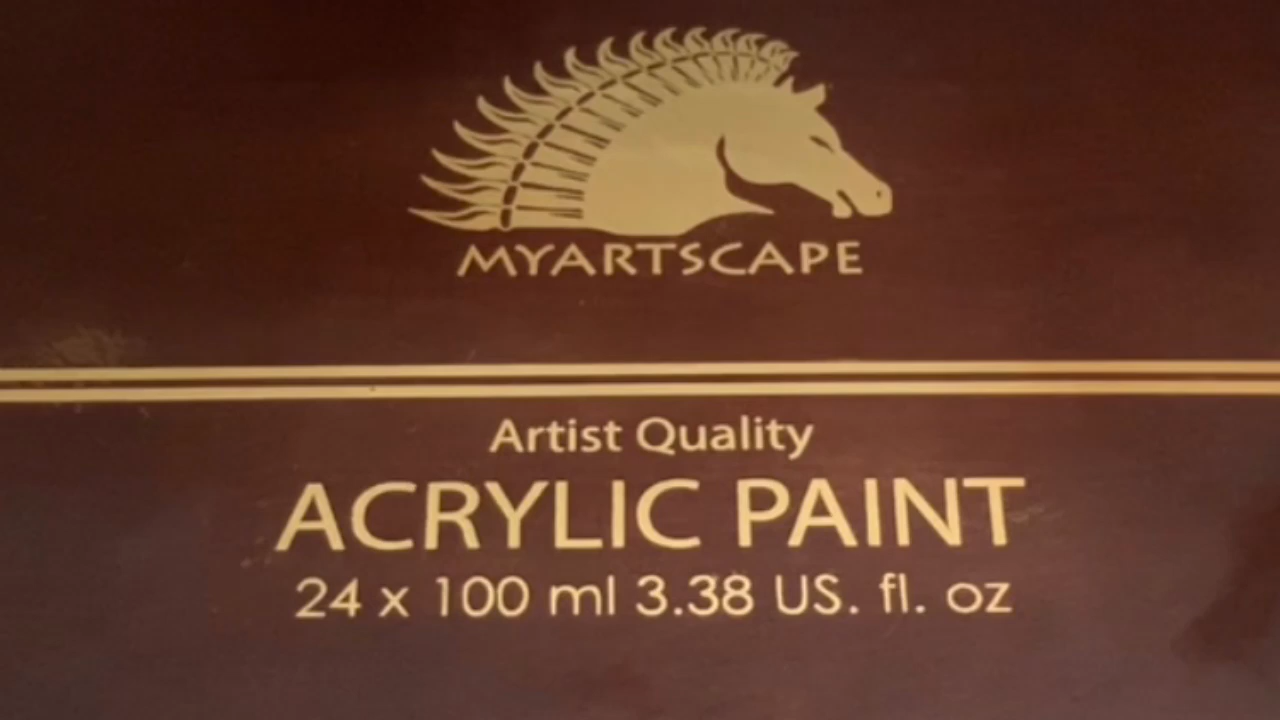 MYARTSCAPE
Artist Quality
ACRYLIC PAINT
24 x 100 ml 3.38 US. fl. oz